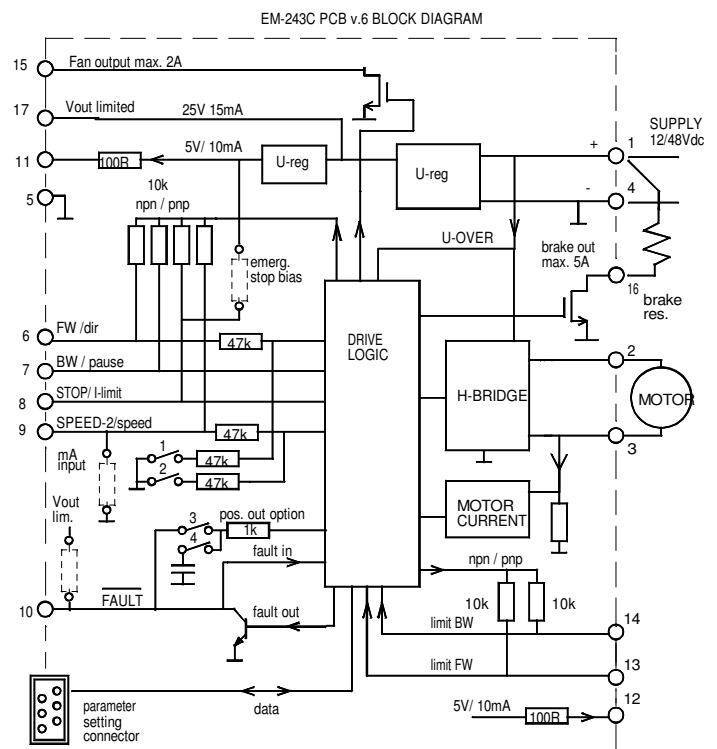 EM-243C PCB v.6 BLOCK DIAGRAM
15
Fan output max. 2A
17
Vout limited
25V 15mA
11
100R
5V/ 10mA
U-reg
U-reg
+
1
SUPPLY
12/48Vdc
5
10k
npn / pnp
-
4
U-OVER
brake out
max. 5A
16
brake
res.
emerg.
stop bias
6
FW /dir
47k
DRIVE
LOGIC
7
BW / pause
8
STOP/ I-limit
9
SPEED-2/speed
47k
H-BRIDGE
2
MOTOR
3
mA
input
1
47k
2
47k
Vout
lim.
MOTOR
CURRENT
3
4
pos. out option
1k
fault in
npn / pnp
10k
10k
10
FAULT
fault out
limit BW
14
limit FW
13
parameter
setting
connector
data
5V/ 10mA
100R
12